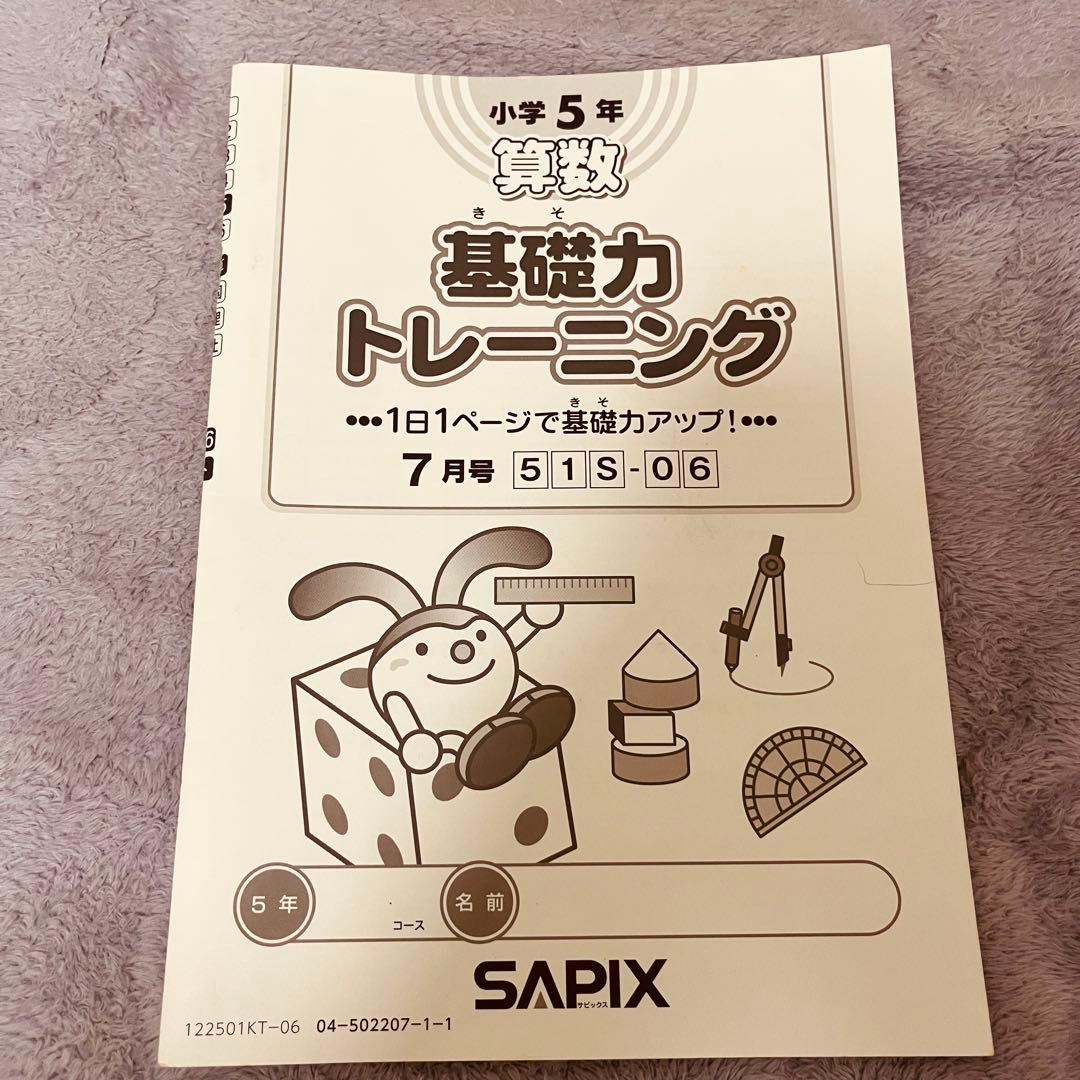 小学5年
算数
きそ
基礎力
トレーニング
きそ
•••1日1ページで基礎力アップ!•••
7月号 51S-06
5年 コース 名前
SAPIX
サピックス
122501KT-06 04-502207-1-1